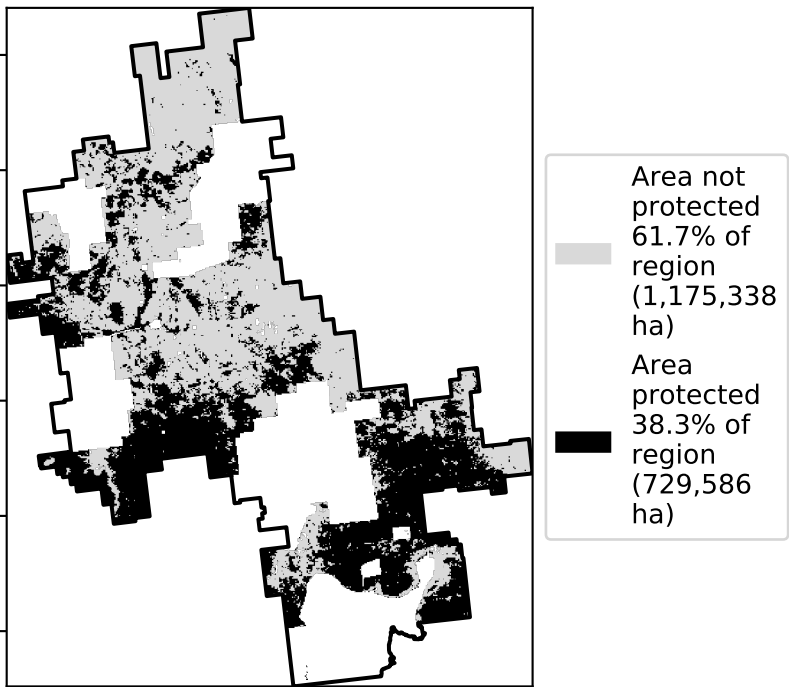 Area not
protected
61.7% of
region
(1,175,338
ha)
Area
protected
38.3% of
region
(729,586
ha)